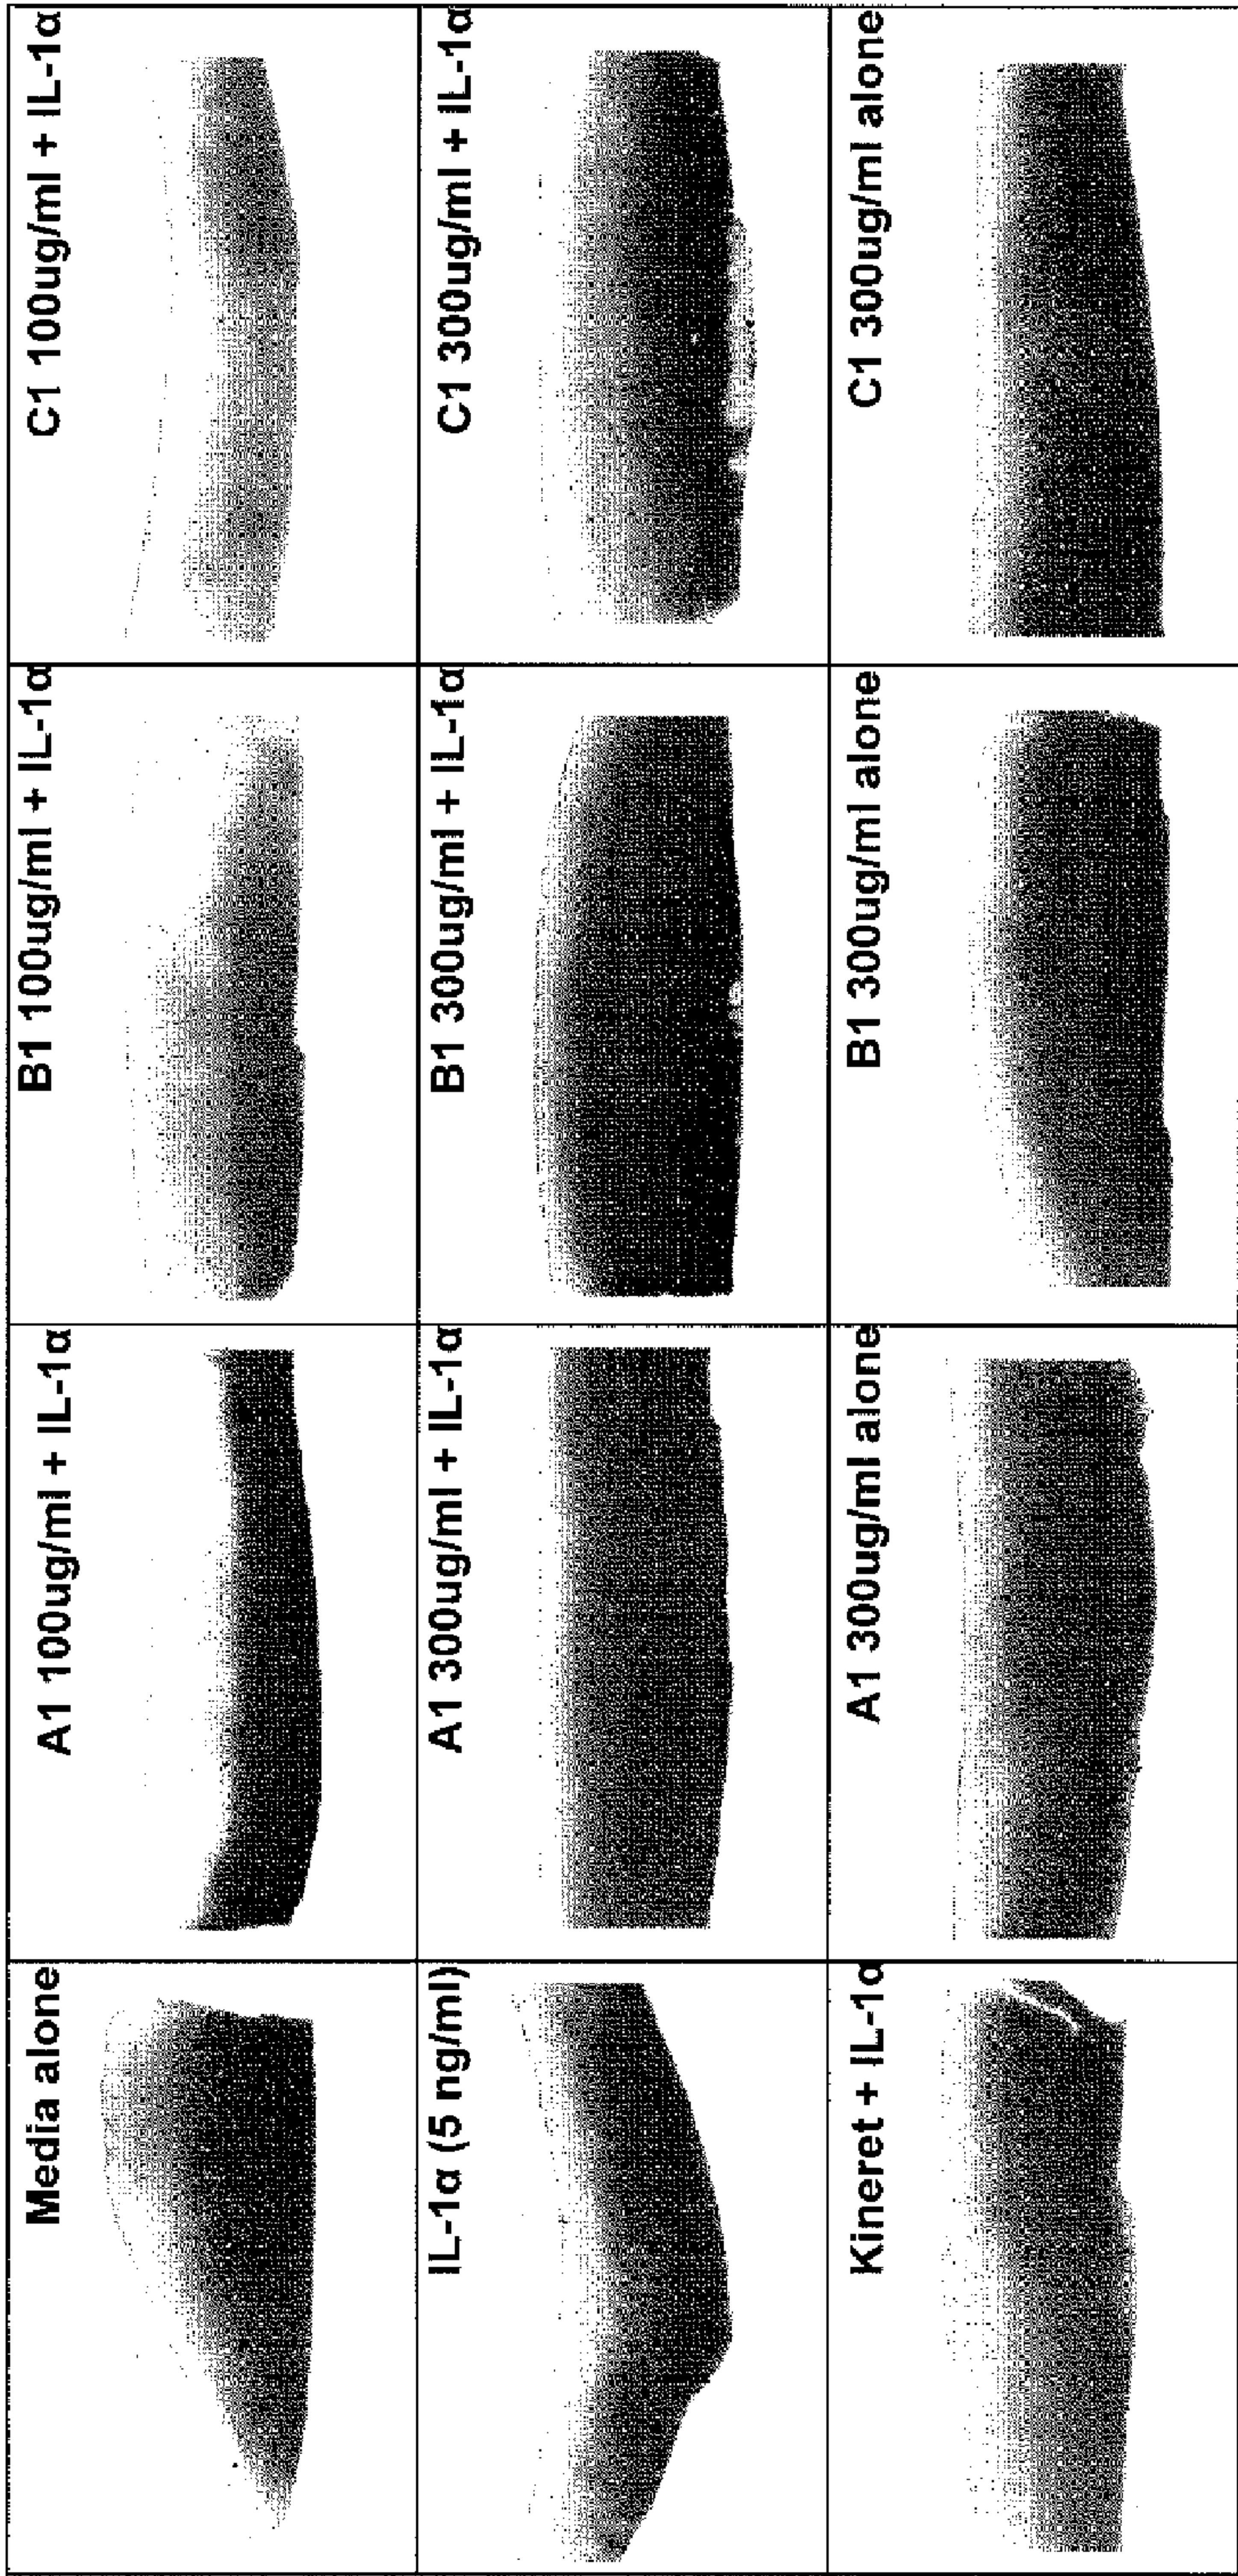 Media alone
A1 100ug/ml + IL-1α
B1 100ug/ml + IL-1α
C1 100ug/ml + IL-1α
IL-1α (5 ng/ml)
A1 300ug/ml + IL-1α
B1 300ug/ml + IL-1α
C1 300ug/ml + IL-1α
Kineret + IL-1α
A1 300ug/ml alone
B1 300ug/ml alone
C1 300ug/ml alone